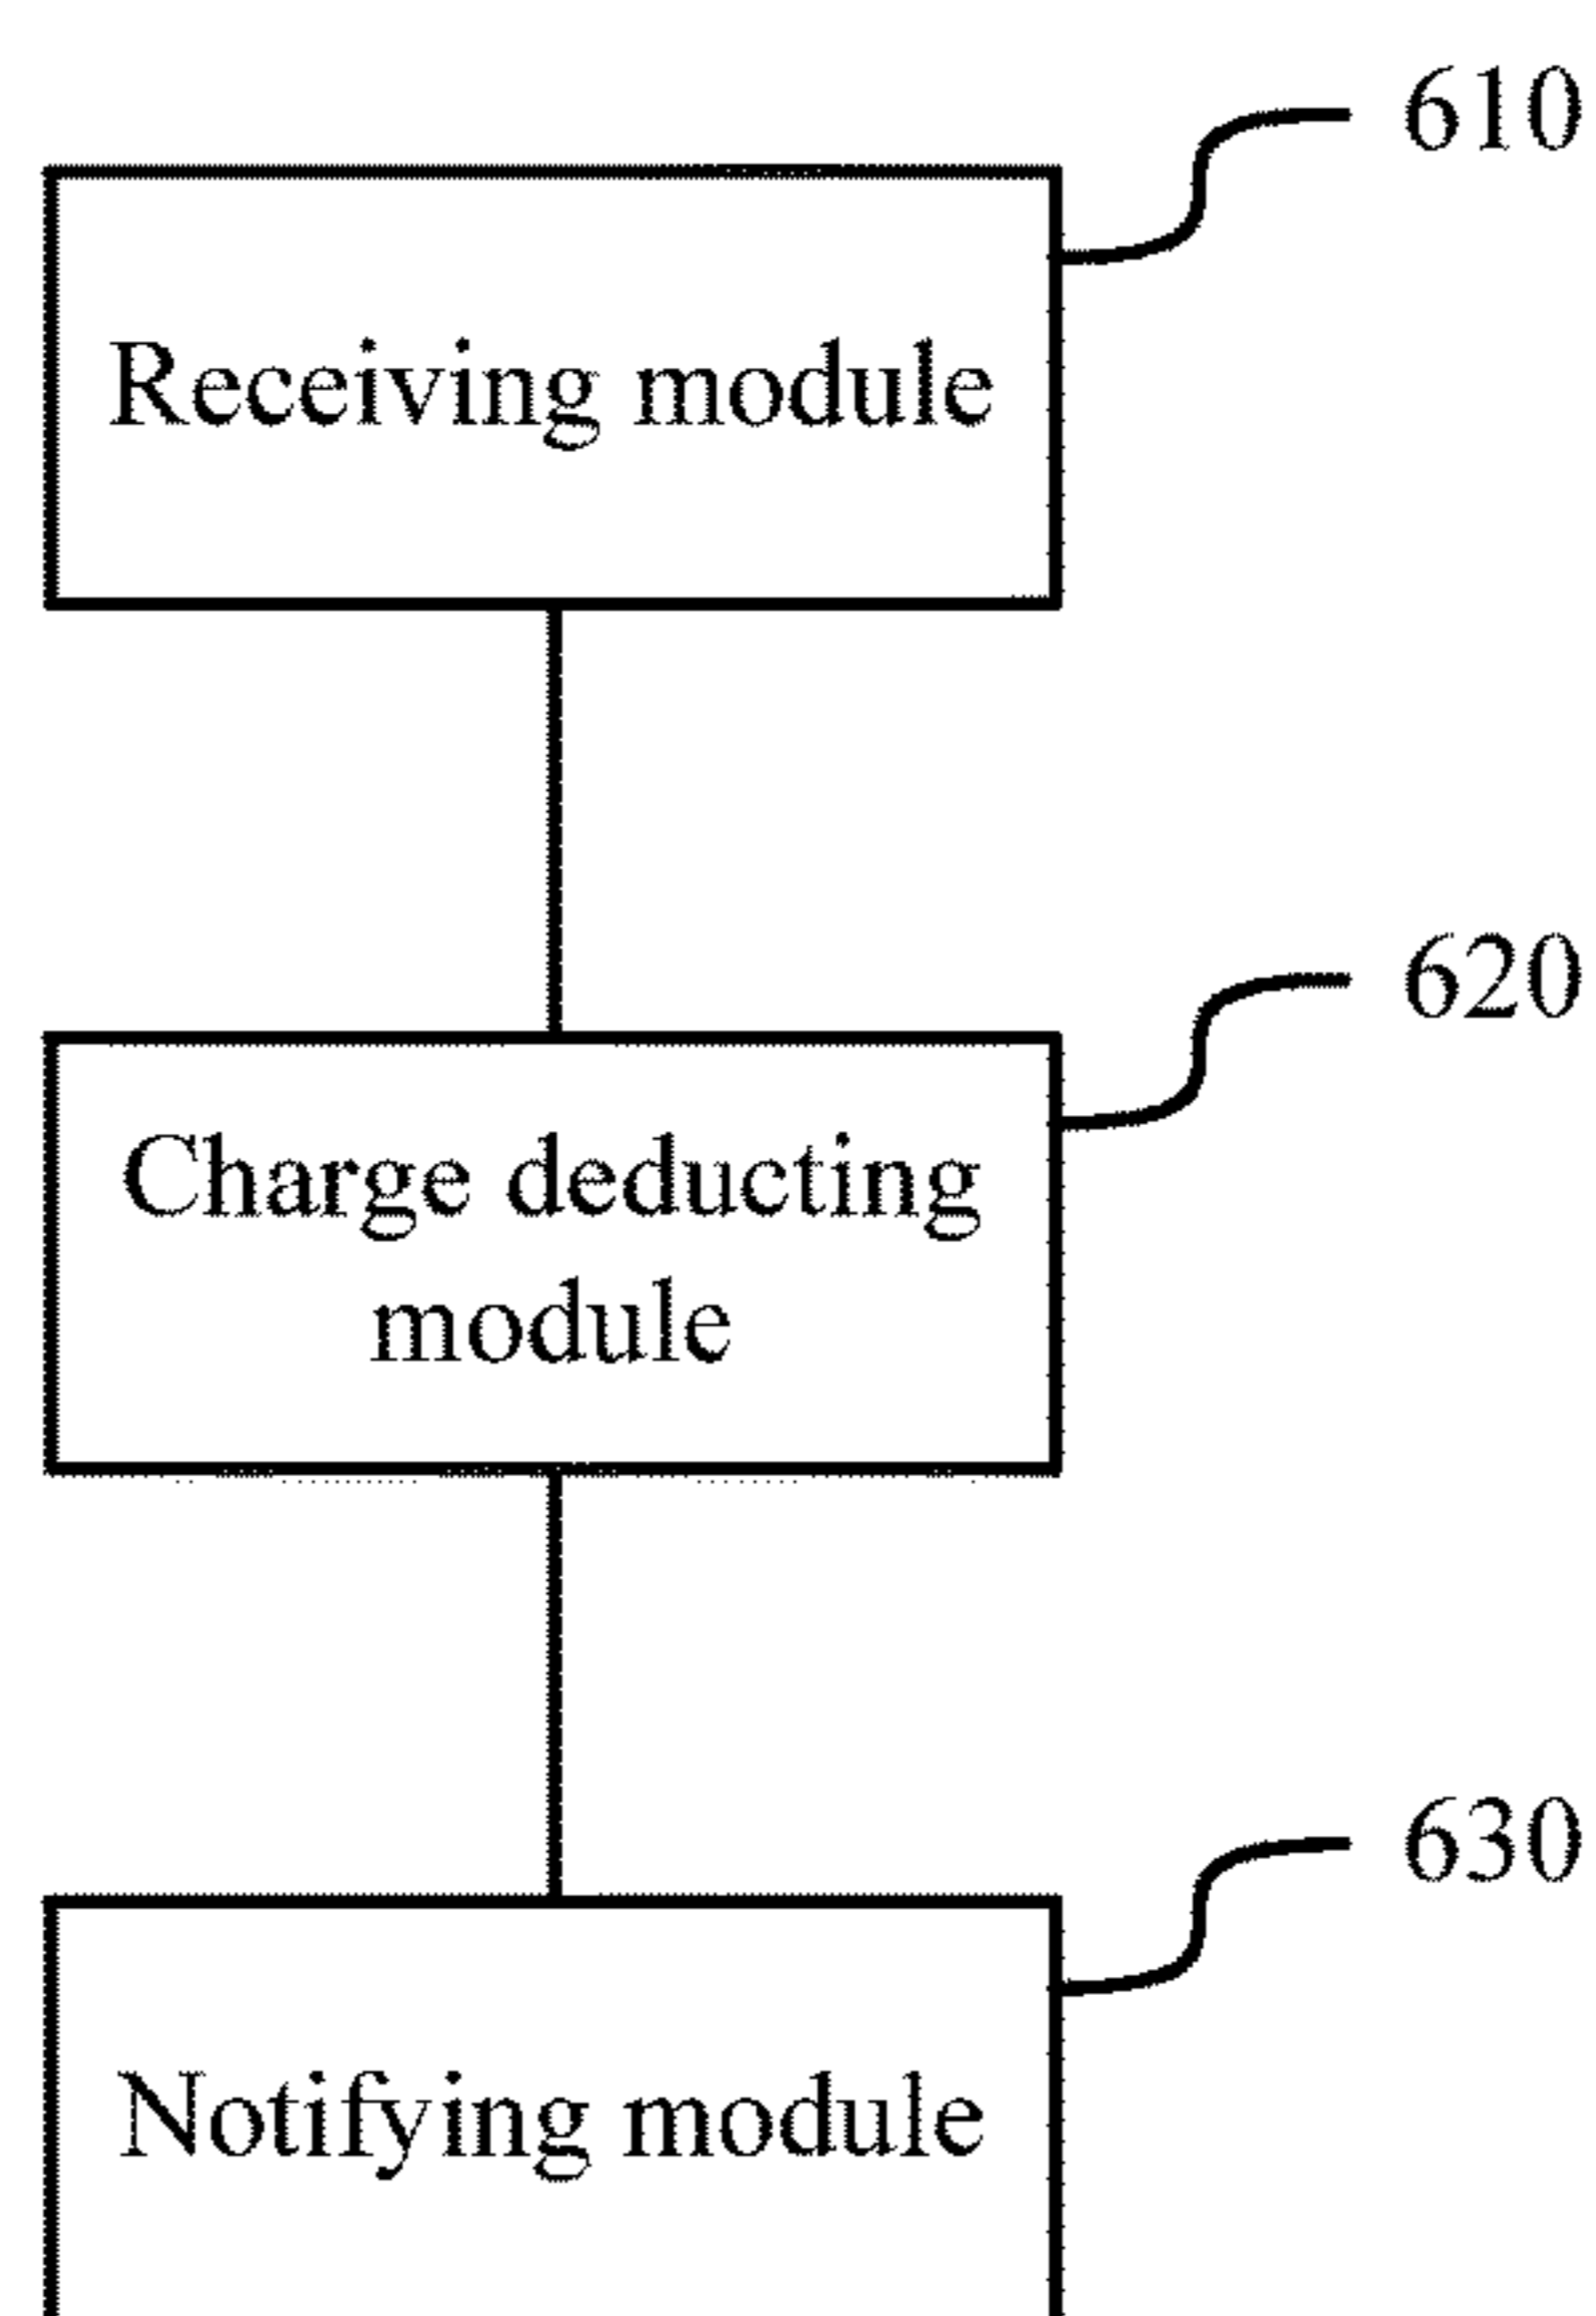 610
Receiving module
620
Charge deducting
module
630
Notifying module